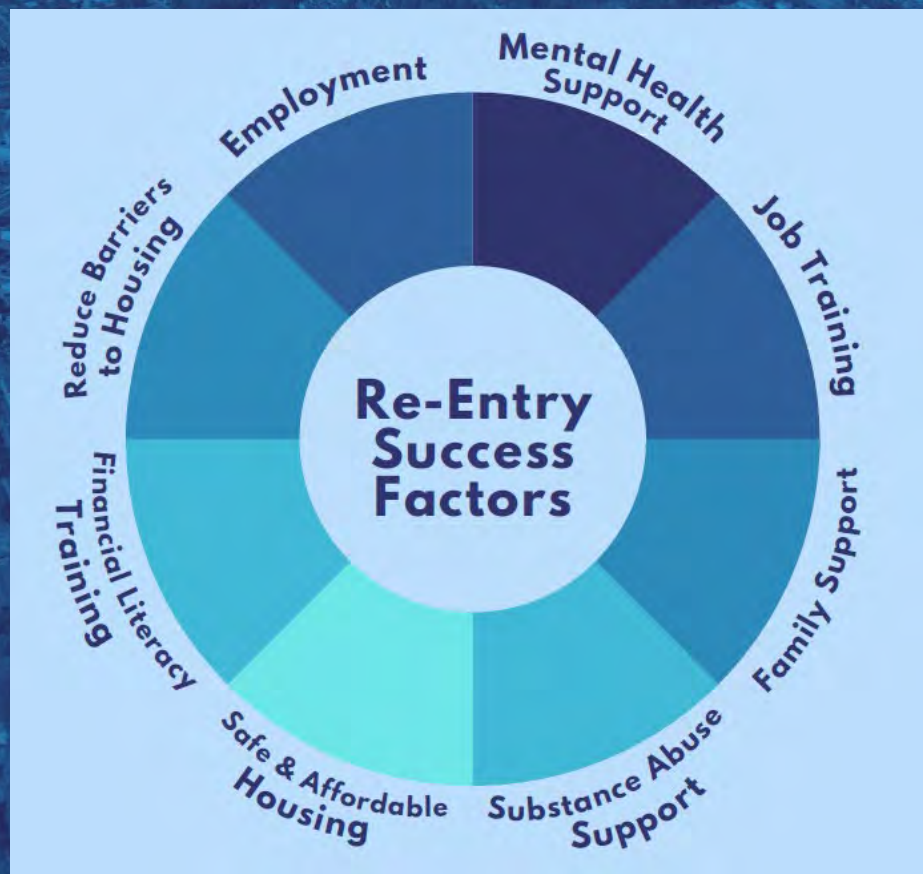 Re-Entry
Success
Factors
Mental Health
Support
Job Training
Family Support
Substance Abuse
Support
Safe & Affordable
Housing
Financial Literacy
Training
Reduce Barriers
to Housing
Employment